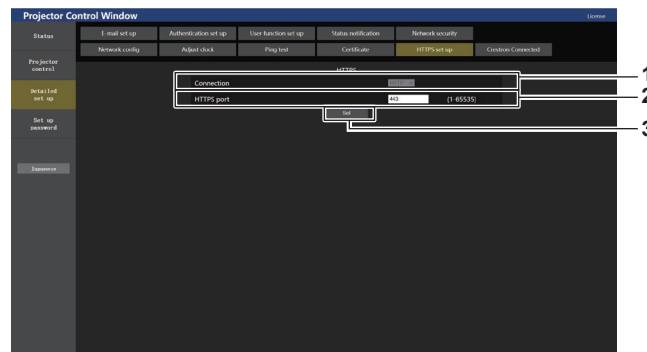 Projector Control Window
License
Status
E-mail set up
Authentication set up
User function set up
Status notification
Network security
Network config
Adjust clock
Ping test
Certificate
HTTPS set up
Crestron Connected
Projector
control
Detailed
set up
Set up
password
Japanese
HTTPS
Connection
HTTPS port
443
(1-65535)
Set
1
2
3